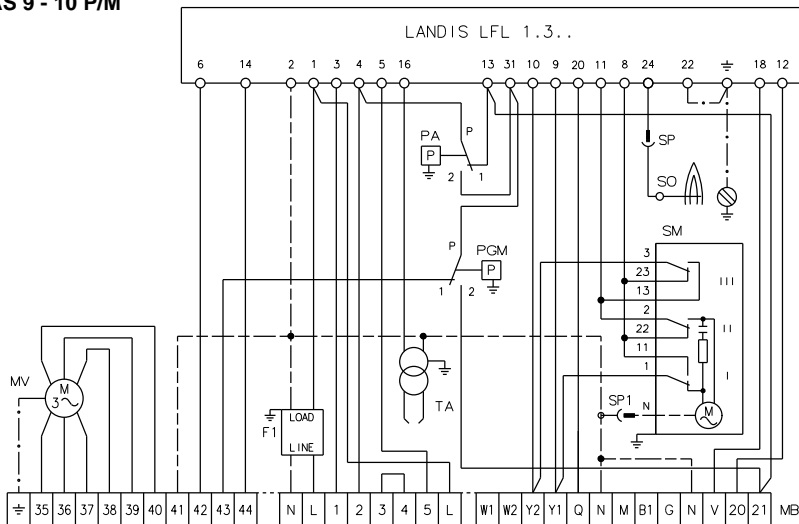 AS 9 - 10 P/M
LANDIS LFL 1.3..
6 14 2 1 3 4 5 16 13 31 10 9 20 11 8 24 22 18 12
PA
P
P
2 1
SP
SO
SM
P
PGM
P
1 2
3
23
13
III
2
22
II
11
1
I
N
M
SP1
MV
M
3
TA
F1
LOAD
LINE
35 36 37 38 39 40 41 42 43 44 N L 1 2 3 4 5 L W1 W2 Y2 Y1 Q N M B1 G N V 20 21 MB